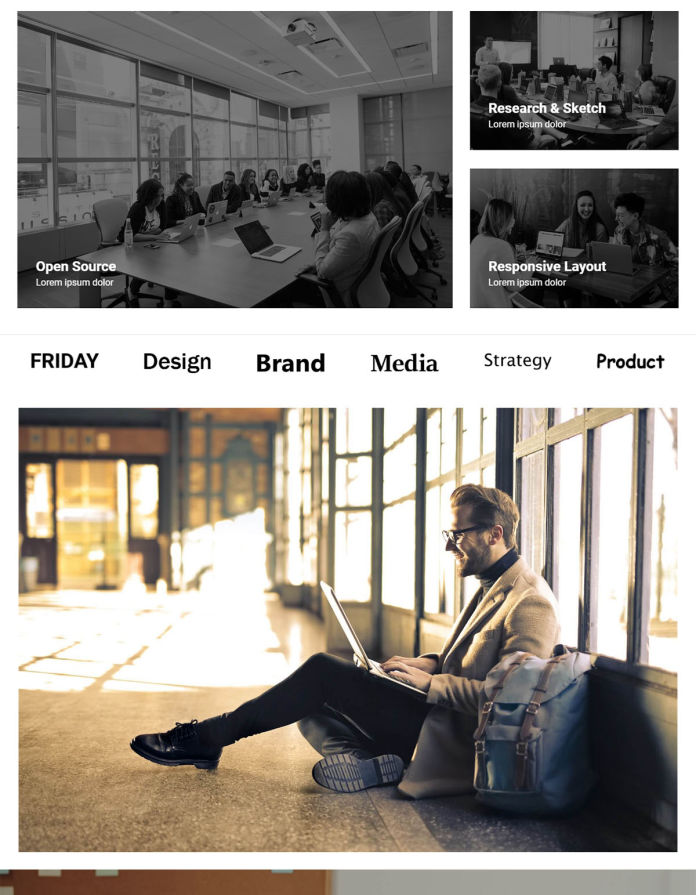 Research & Sketch
Lorem ipsum dolor
Open Source
Lorem ipsum dolor
Responsive Layout
Lorem ipsum dolor
FRIDAY
Design
Brand
Media
Strategy
Product